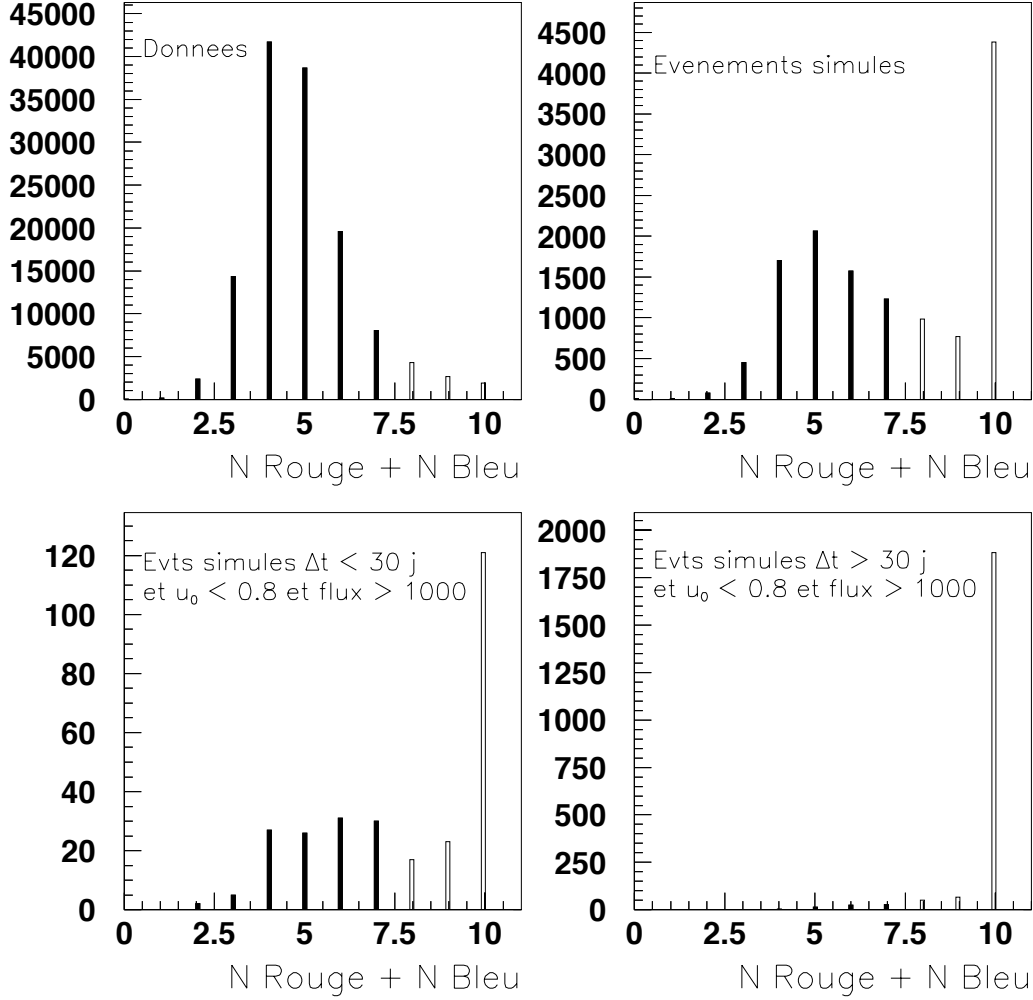 45000
40000
35000
30000
25000
20000
15000
10000
5000
0
Donnees
0 2.5 5 7.5 10
N Rouge + N Bleu
4500
4000
3500
3000
2500
2000
1500
1000
500
0
Evenements simules
0 2.5 5 7.5 10
N Rouge + N Bleu
120
100
80
60
40
20
0
Evts simules Δt < 30 j
et u₀ < 0.8 et flux > 1000
0 2.5 5 7.5 10
N Rouge + N Bleu
2000
1750
1500
1250
1000
750
500
250
0
Evts simules Δt > 30 j
et u₀ < 0.8 et flux > 1000
0 2.5 5 7.5 10
N Rouge + N Bleu